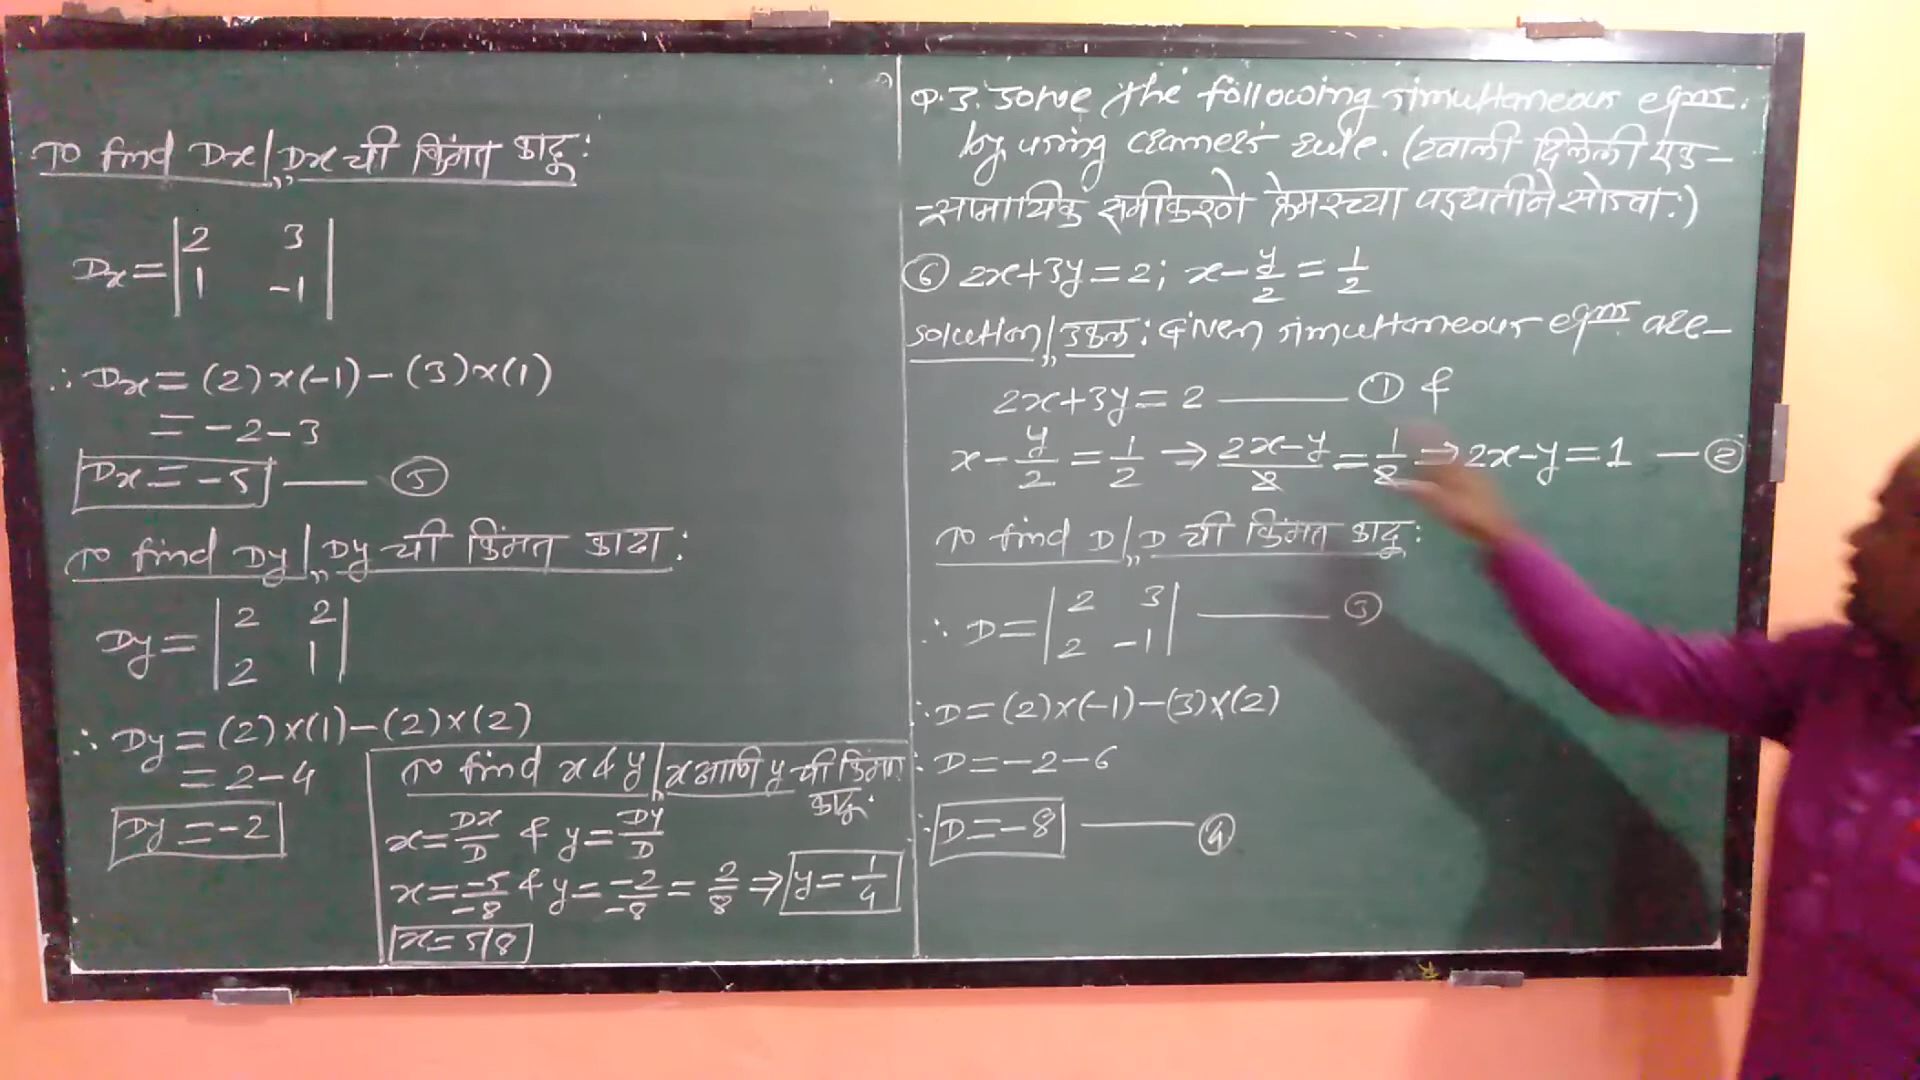 Q.3. Solve the following simultaneous eqns.
by using cramer's rule. (खाली दिलेली एक-
-सामायिक समीकरणे क्रेमरच्या पद्धतीने सोडवा:)
⑥ 2x+3y=2; x-y/2=1/2
Solution/उकल: Given simultaneous eqns are-
2x+3y=2 —— ① &
x-y/2=1/2 ⇒ (2x-y)/2=1/2 ⇒ 2x-y=1 — ②
To find D/D ची किंमत काढू:
∴ D= |2 3| —— ③
|2 -1|
∴ D=(2)×(-1)-(3)×(2)
∴ D=-2-6
∴ D=-8 —— ④
To find Dx/Dx ची किंमत काढू:
Dx= |2 3|
|1 -1|
∴ Dx=(2)×(-1)-(3)×(1)
=-2-3
Dx=-5 —— ⑤
To find Dy/Dy ची किंमत काढा:
Dy= |2 2|
|2 1|
∴ Dy=(2)×(1)-(2)×(2)
=2-4
Dy=-2
To find x & y/x आणि y ची किंमत
काढू:
x=Dx/D & y=Dy/D
x=-5/-8 & y=-2/-8=2/8 ⇒ y=1/4
x=5/8